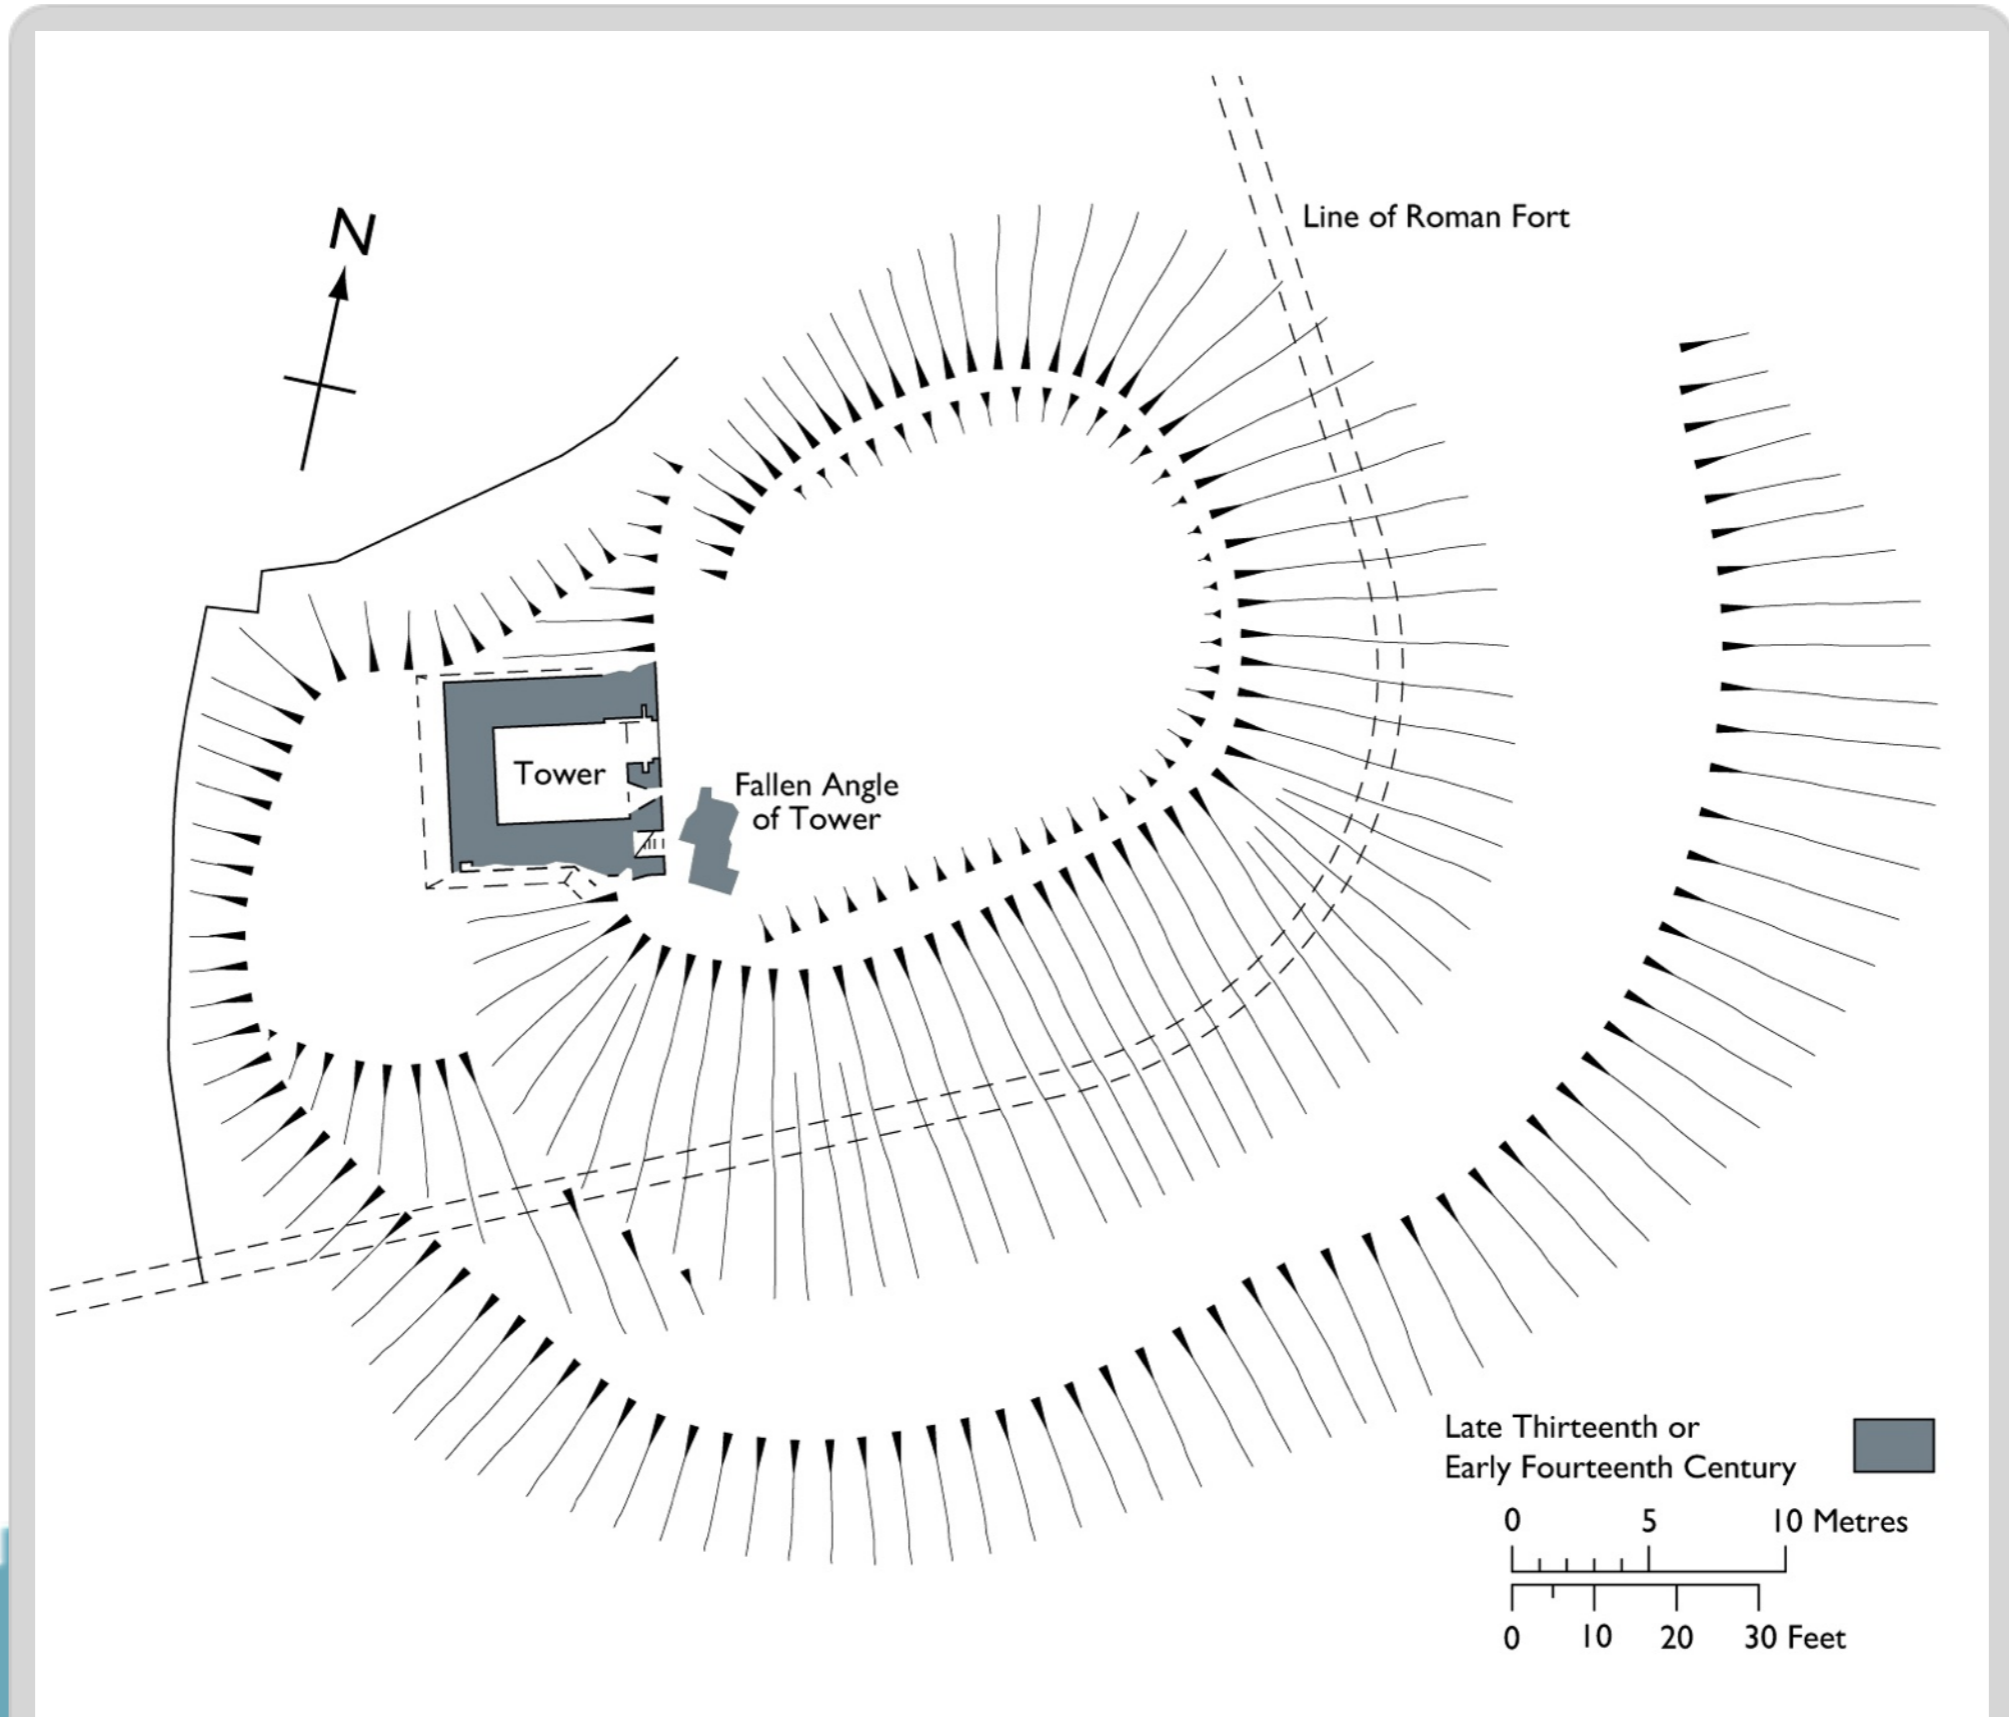 N
Line of Roman Fort
Tower
Fallen Angle
of Tower
Late Thirteenth or
Early Fourteenth Century
0 5 10 Metres
0 10 20 30 Feet